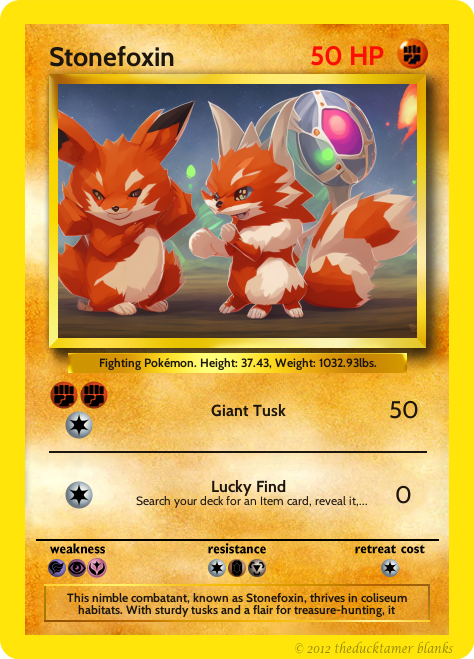 Stonefoxin 50 HP
Fighting Pokémon. Height: 37.43, Weight: 1032.93lbs.
Giant Tusk 50
Lucky Find
Search your deck for an Item card, reveal it,... 0
weakness resistance retreat cost
This nimble combatant, known as Stonefoxin, thrives in coliseum
habitats. With sturdy tusks and a flair for treasure-hunting, it
© 2012 theducktamer blanks